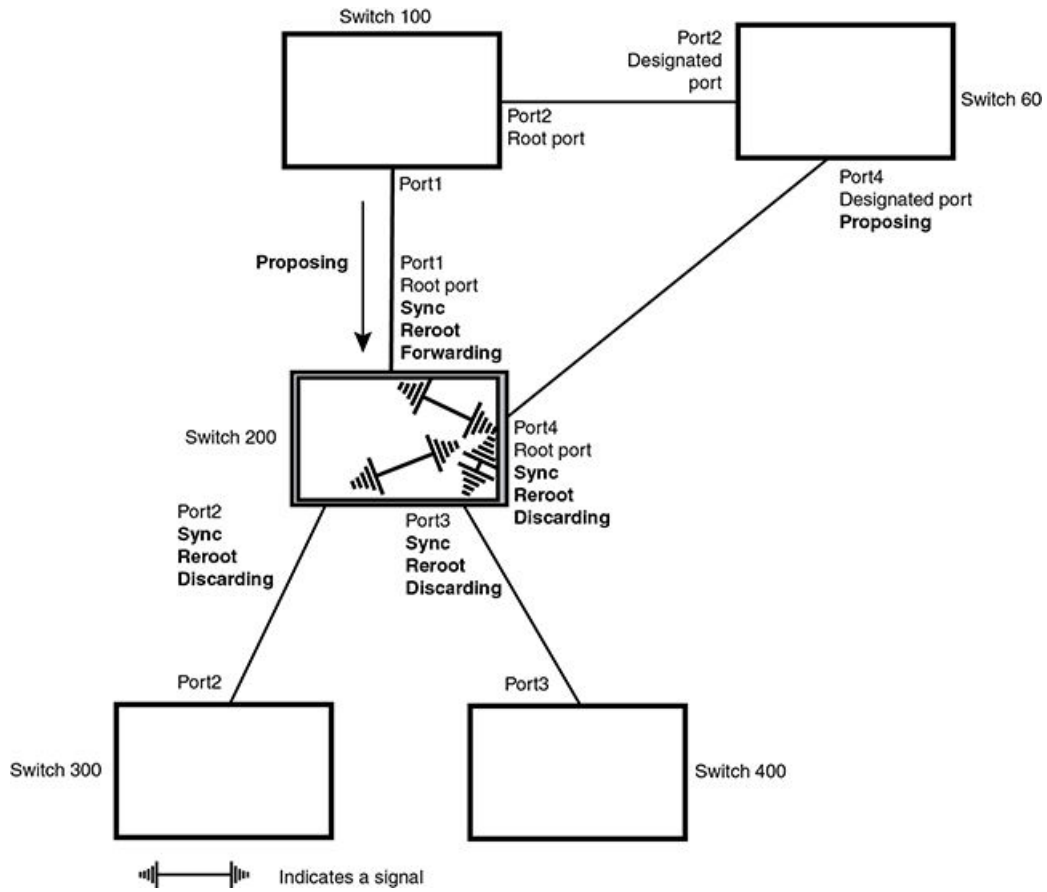 Switch 100
Port2
Designated
port
Switch 60
Port2
Root port
Port1
Port4
Designated port
Proposing
Proposing
Port1
Root port
Sync
Reroot
Forwarding
Switch 200
Port4
Root port
Sync
Reroot
Discarding
Port2
Sync
Reroot
Discarding
Port3
Sync
Reroot
Discarding
Port2
Port3
Switch 300
Switch 400
Indicates a signal